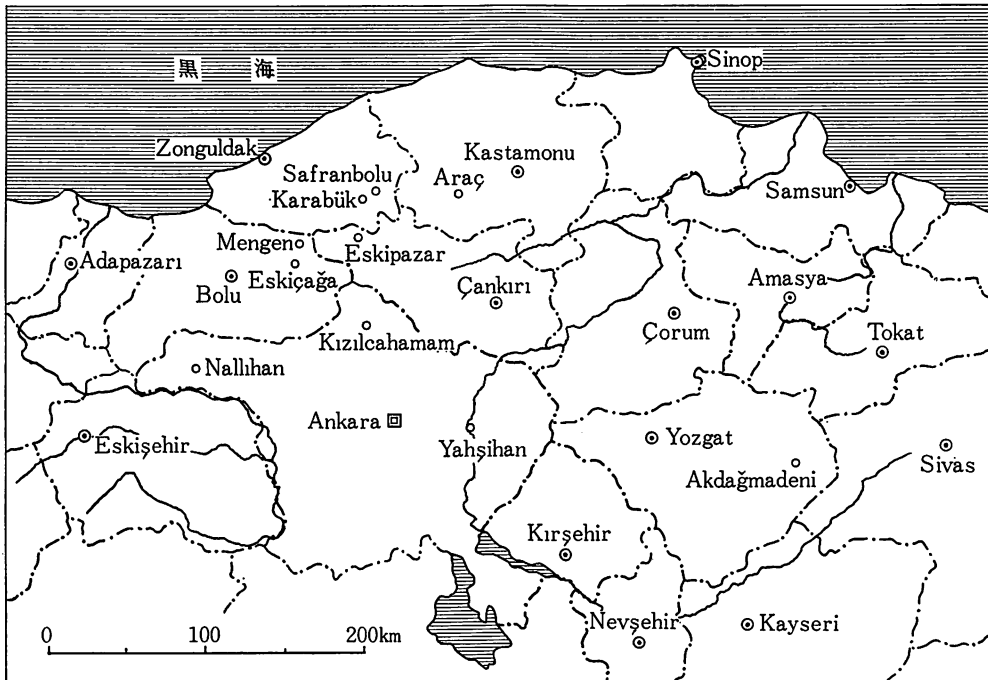 黒 海
Sinop
Zonguldak
Kastamonu
Safranbolu
Araç
Karabük
Samsun
Mengen
Eskipazar
Adapazarı
Eskiçağa
Bolu
Çankırı
Amasya
Çorum
Kızılcahamam
Tokat
Nallıhan
Ankara
Yahşihan
Yozgat
Eskişehir
Sivas
Akdağmadeni
Kırşehir
Nevşehir
Kayseri
0 100 200km